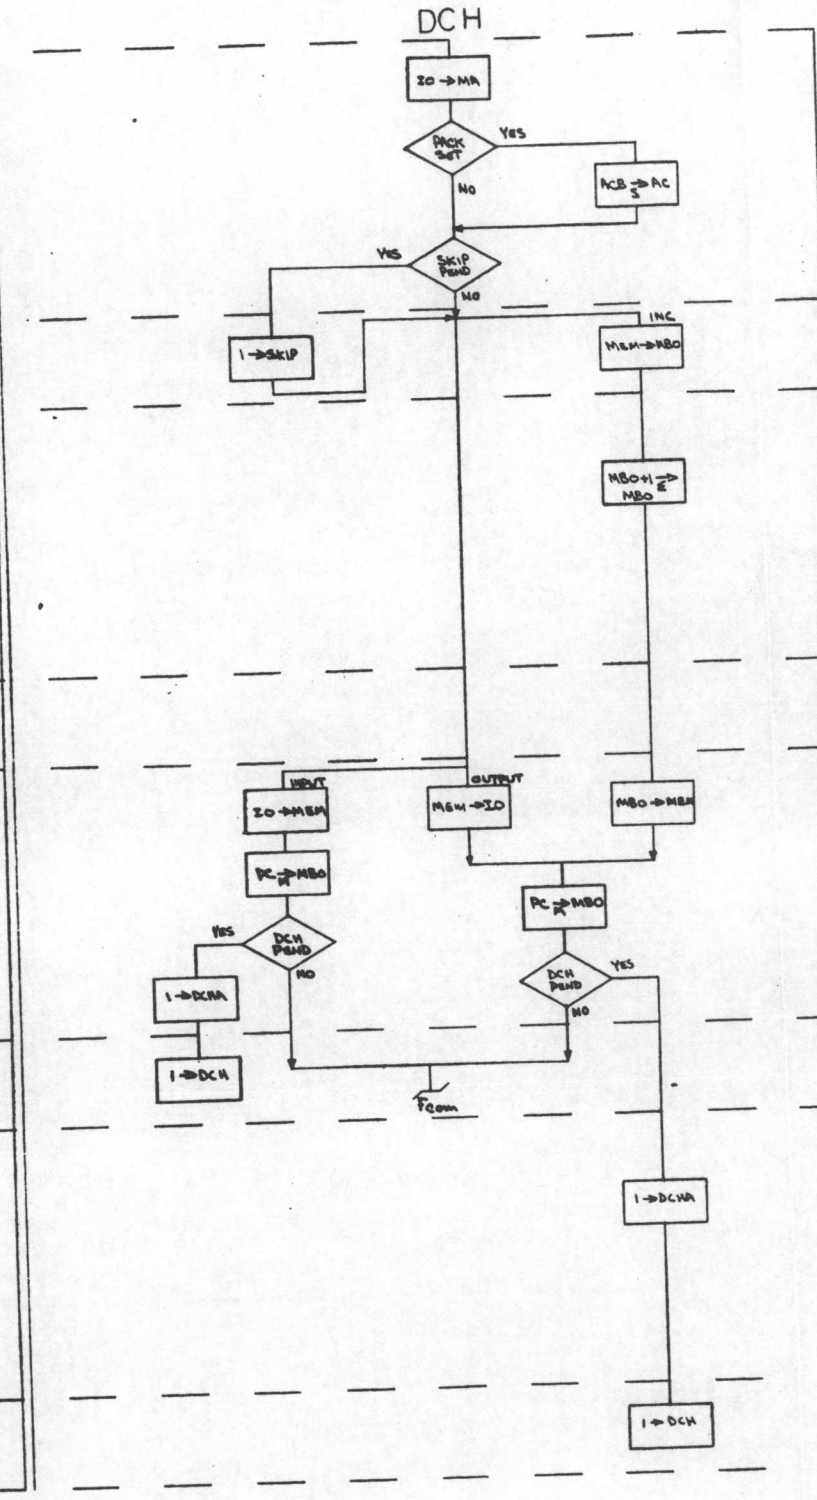 DCH
IO → MA
PACK
SET
YES
ACB → AC
S
NO
YES
SKIP
PEND
NO
1 → SKIP
INC
MEM → MBO
MBO+1 →
M
MBO
INPUT
IO → MEM
OUTPUT
MEM → IO
MBO → MEM
PC → MBO
M
PC → MBO
M
YES
DCH
PEND
NO
DCH
PEND
YES
NO
1 → DCHA
1 → DCH
Fcom
1 → DCHA
1 → DCH